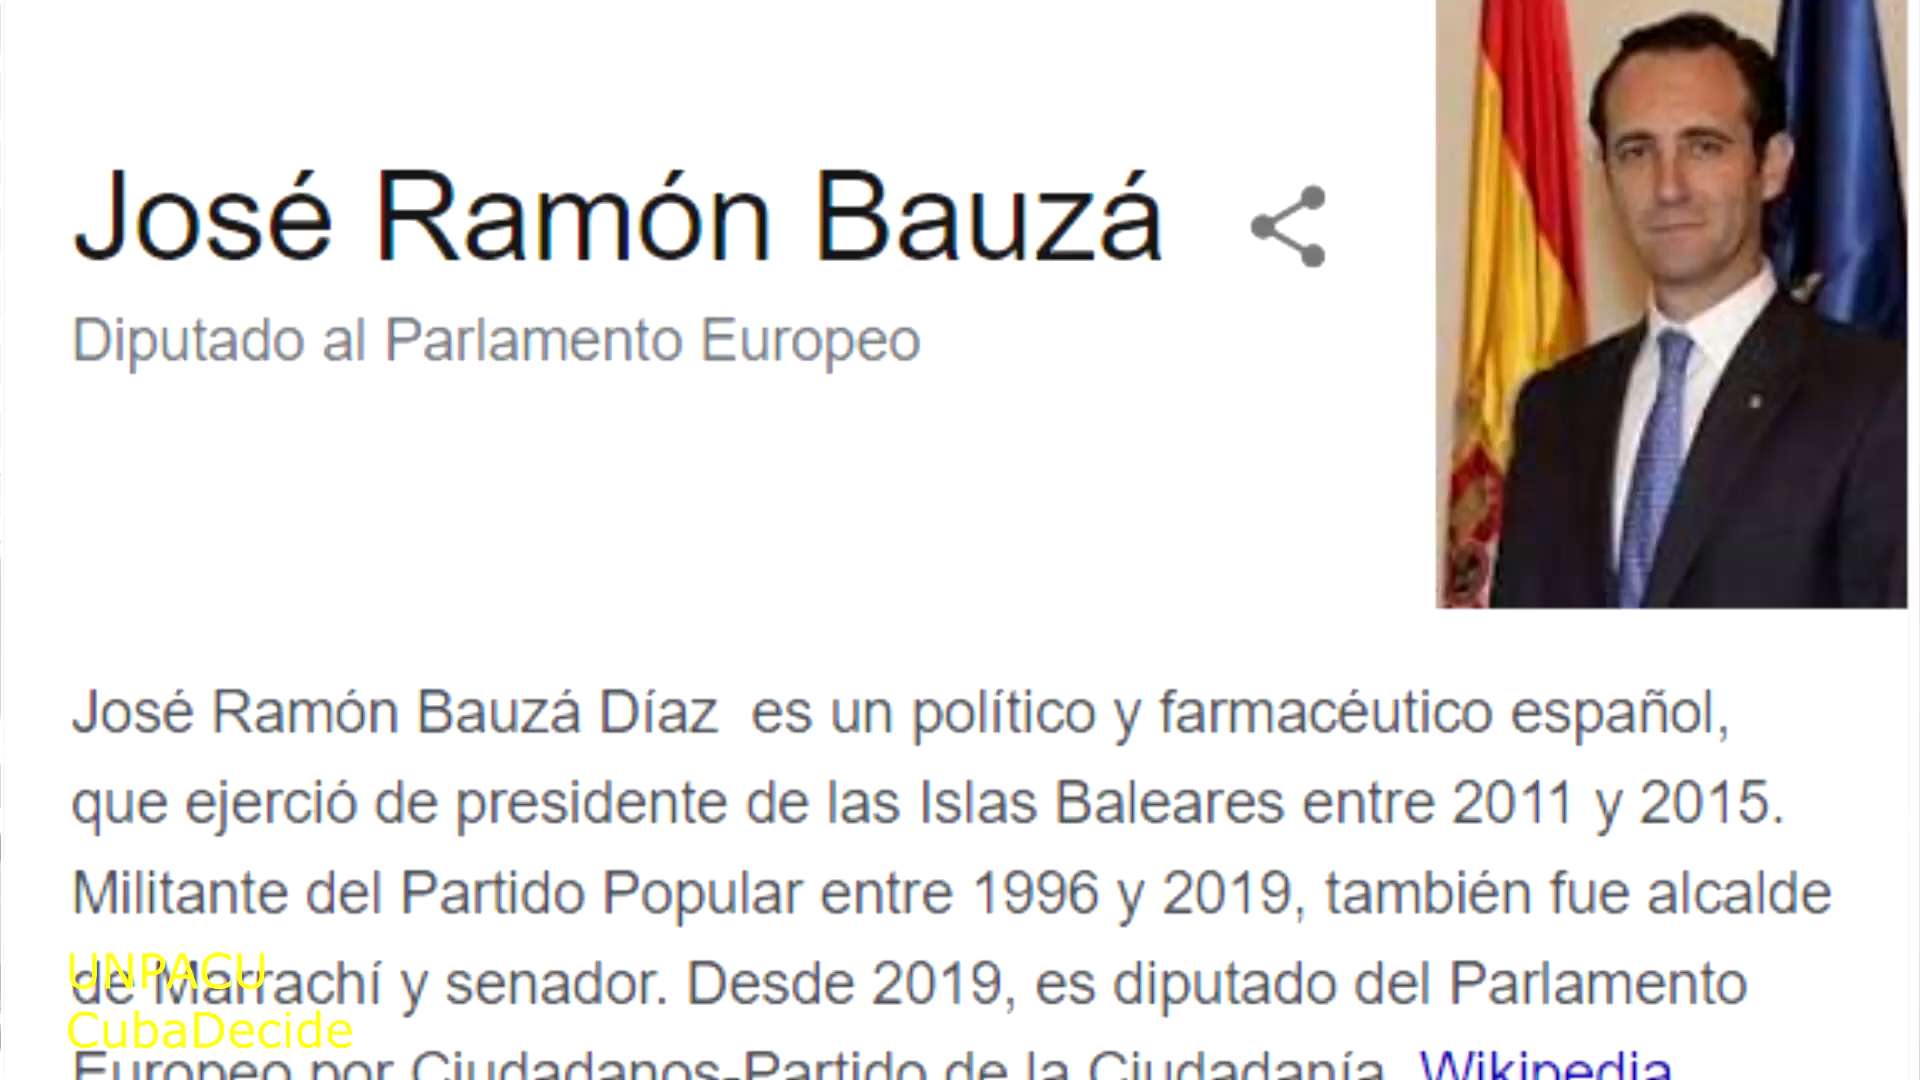 José Ramón Bauzá
Diputado al Parlamento Europeo
José Ramón Bauzá Díaz es un político y farmacéutico español,
que ejerció de presidente de las Islas Baleares entre 2011 y 2015.
Militante del Partido Popular entre 1996 y 2019, también fue alcalde
UNPACU
de Marrachí y senador. Desde 2019, es diputado del Parlamento
CubaDecide
Europeo por Ciudadanos-Partido de la Ciudadanía. Wikipedia